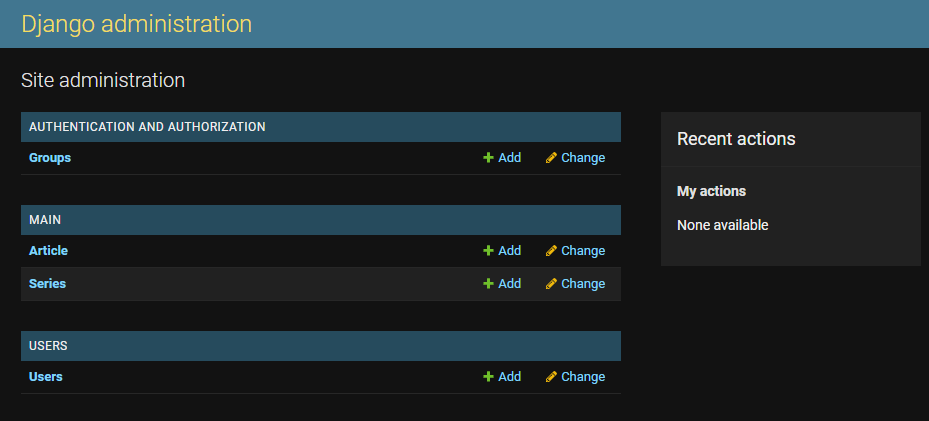 Django administration
Site administration
AUTHENTICATION AND AUTHORIZATION
Groups Add Change
MAIN
Article Add Change
Series Add Change
USERS
Users Add Change
Recent actions
My actions
None available